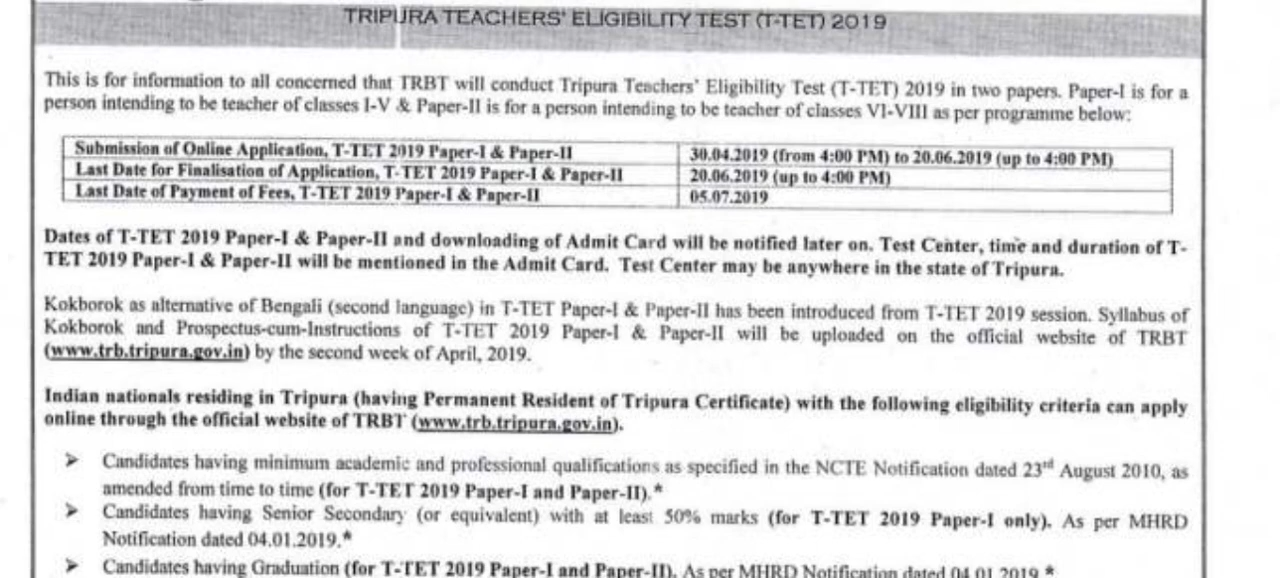 TRIPURA TEACHERS' ELIGIBILITY TEST (T-TET) 2019
This is for information to all concerned that TRBT will conduct Tripura Teachers' Eligibility Test (T-TET) 2019 in two papers. Paper-I is for a
person intending to be teacher of classes I-V & Paper-II is for a person intending to be teacher of classes VI-VIII as per programme below:
Submission of Online Application, T-TET 2019 Paper-I & Paper-II 30.04.2019 (from 4:00 PM) to 20.06.2019 (up to 4:00 PM)
Last Date for Finalisation of Application, T-TET 2019 Paper-I & Paper-II 20.06.2019 (up to 4:00 PM)
Last Date of Payment of Fees, T-TET 2019 Paper-I & Paper-II 05.07.2019
Dates of T-TET 2019 Paper-I & Paper-II and downloading of Admit Card will be notified later on. Test Center, time and duration of T-
TET 2019 Paper-I & Paper-II will be mentioned in the Admit Card. Test Center may be anywhere in the state of Tripura.
Kokborok as alternative of Bengali (second language) in T-TET Paper-I & Paper-II has been introduced from T-TET 2019 session. Syllabus of
Kokborok and Prospectus-cum-Instructions of T-TET 2019 Paper-I & Paper-II will be uploaded on the official website of TRBT
(www.trb.tripura.gov.in) by the second week of April, 2019.
Indian nationals residing in Tripura (having Permanent Resident of Tripura Certificate) with the following eligibility criteria can apply
online through the official website of TRBT (www.trb.tripura.gov.in).
➤ Candidates having minimum academic and professional qualifications as specified in the NCTE Notification dated 23rd August 2010, as
amended from time to time (for T-TET 2019 Paper-I and Paper-II).*
➤ Candidates having Senior Secondary (or equivalent) with at least 50% marks (for T-TET 2019 Paper-I only). As per MHRD
Notification dated 04.01.2019.*
➤ Candidates having Graduation (for T-TET 2019 Paper-I and Paper-II). As per MHRD Notification dated 04.01.2019.*